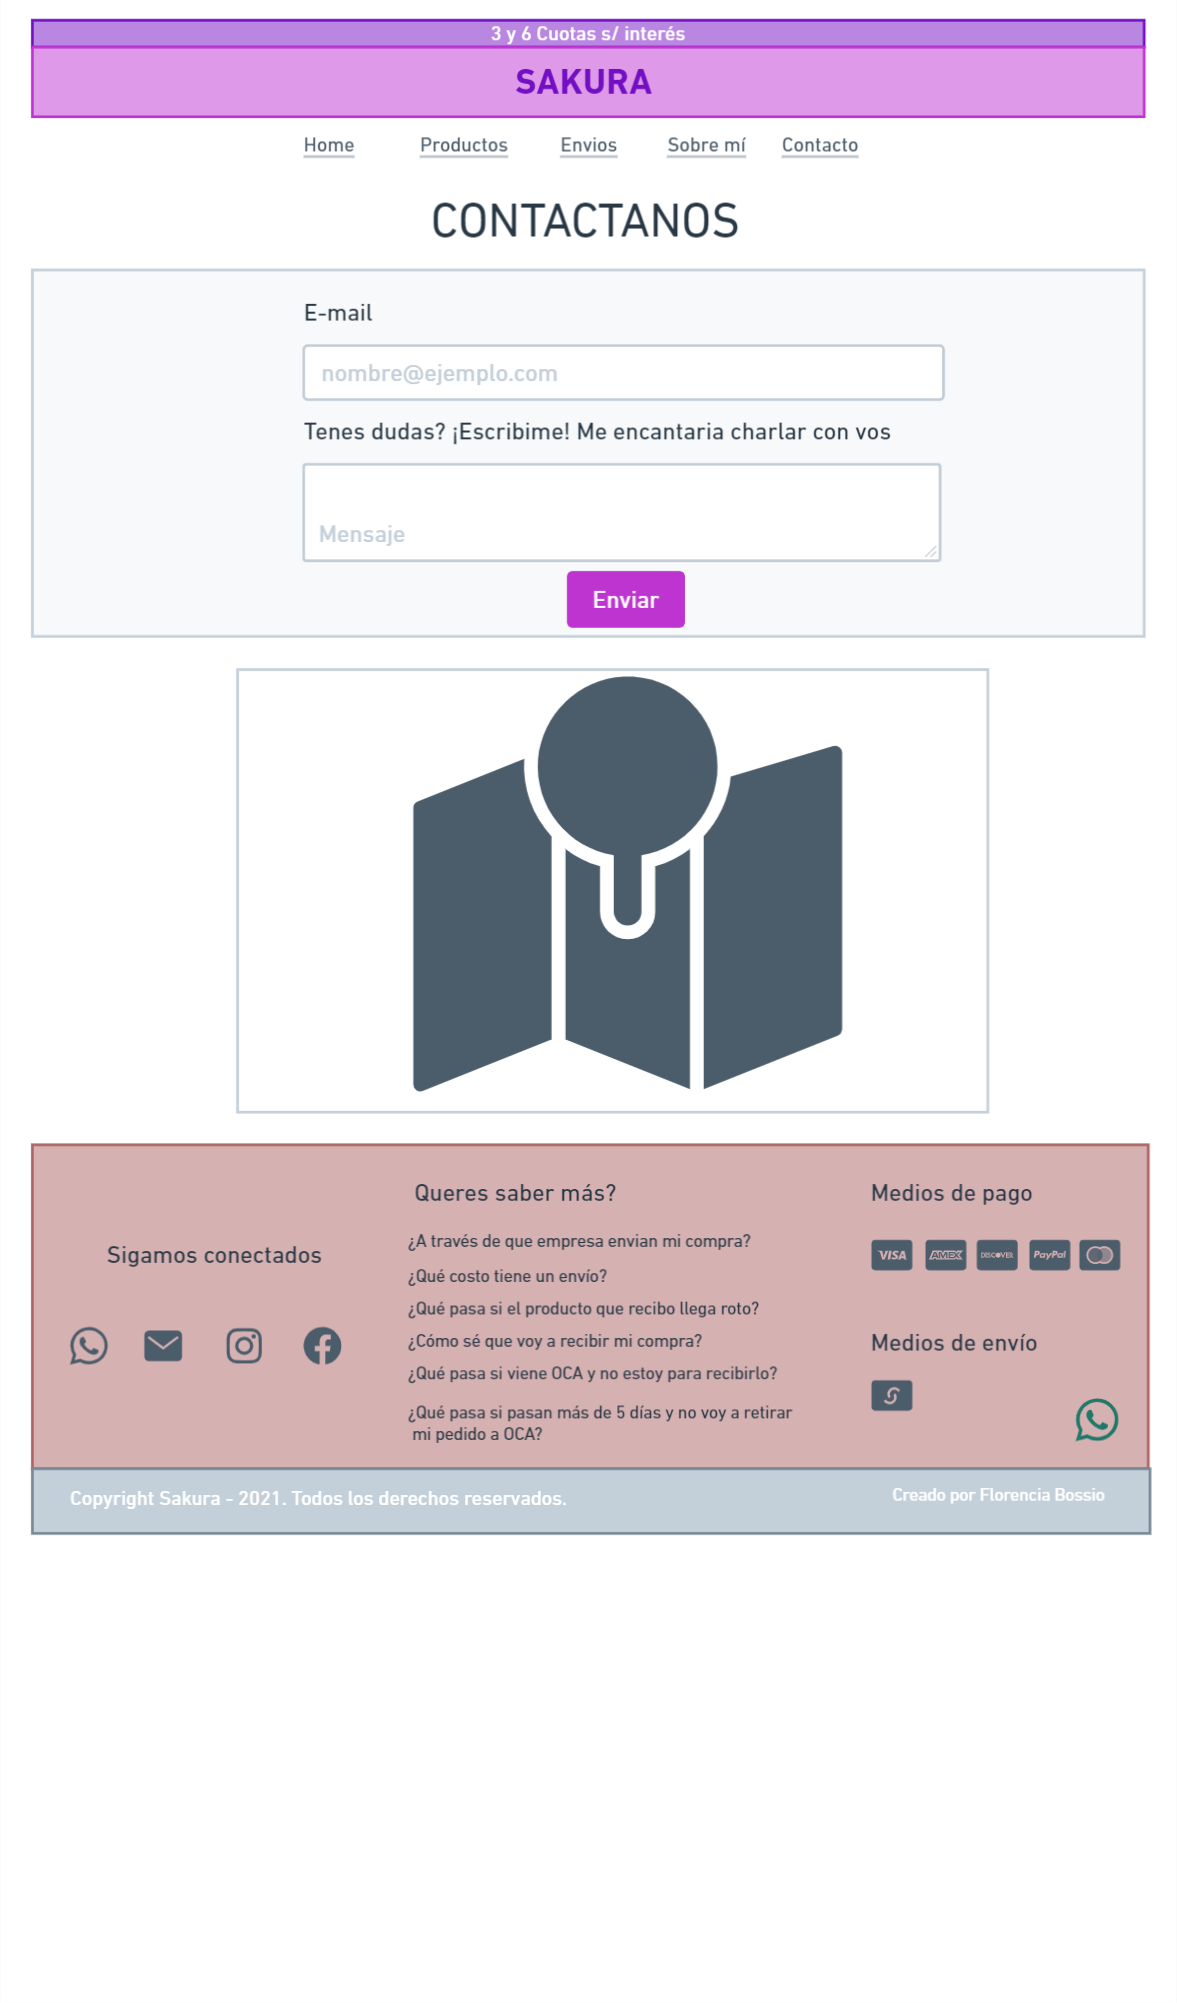 3 y 6 Cuotas s/ interés
SAKURA
Home Productos Envios Sobre mí Contacto
CONTACTANOS
E-mail
nombre@ejemplo.com
Tenes dudas? ¡Escribime! Me encantaria charlar con vos
Mensaje
Enviar
Sigamos conectados
Queres saber más?
¿A través de que empresa envian mi compra?
¿Qué costo tiene un envío?
¿Qué pasa si el producto que recibo llega roto?
¿Cómo sé que voy a recibir mi compra?
¿Qué pasa si viene OCA y no estoy para recibirlo?
¿Qué pasa si pasan más de 5 días y no voy a retirar
mi pedido a OCA?
Medios de pago
VISA AMEX DISCOVER PayPal
Medios de envío
Copyright Sakura - 2021. Todos los derechos reservados.
Creado por Florencia Bossio